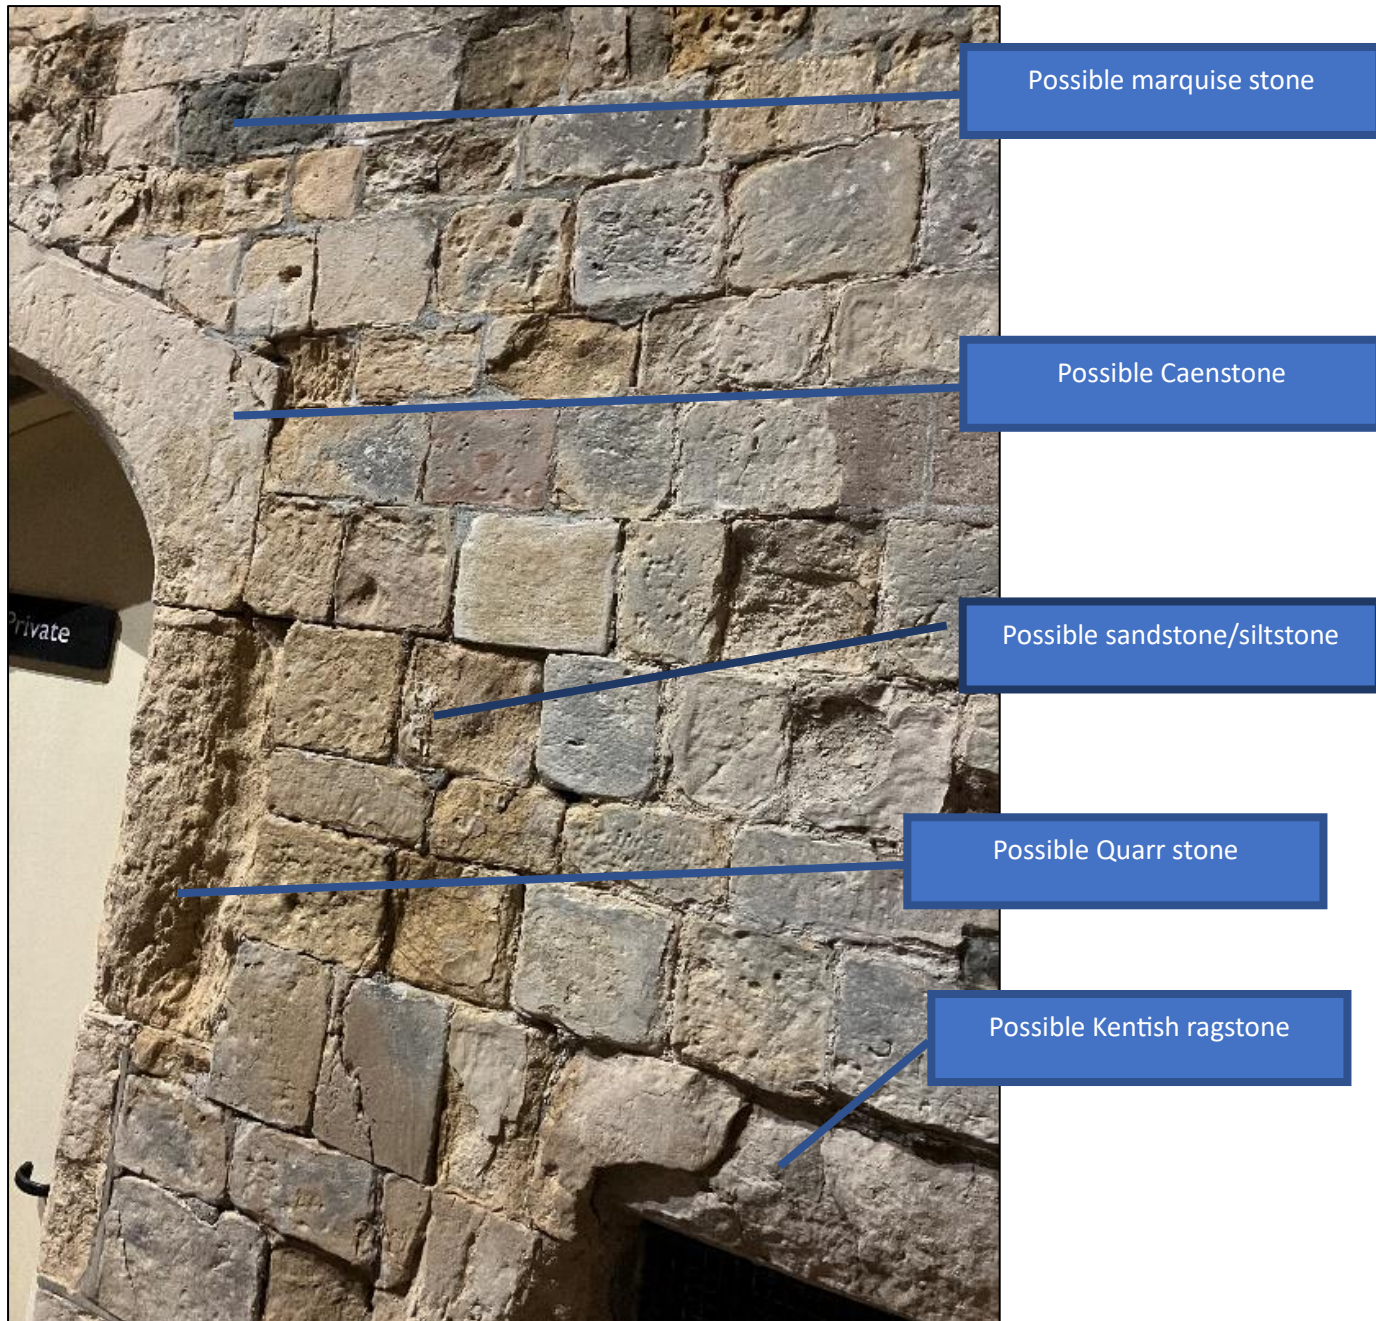 Possible marquise stone
Possible Caenstone
Private
Possible sandstone/siltstone
Possible Quarr stone
Possible Kentish ragstone